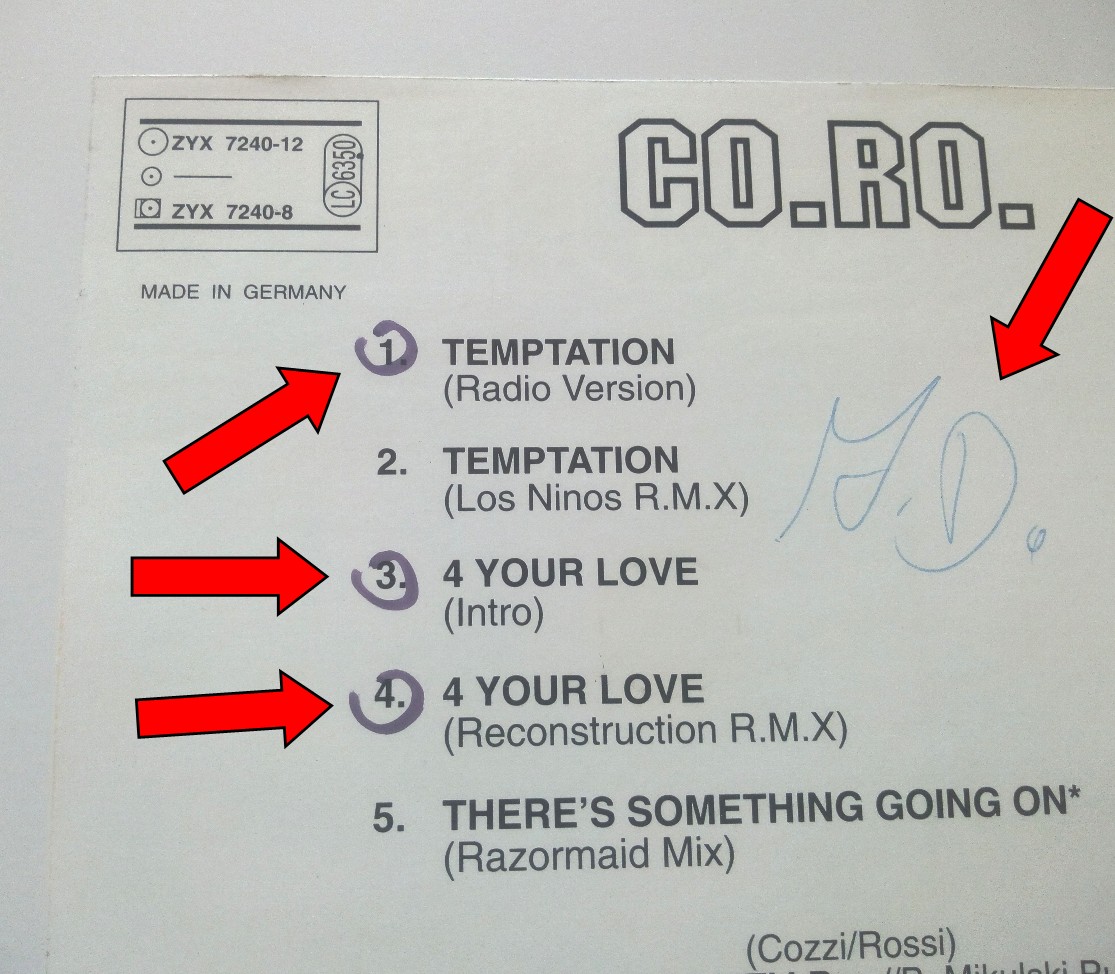 ZYX 7240-12
LC 6350
ZYX 7240-8
CO.RO.
MADE IN GERMANY
1. TEMPTATION
(Radio Version)
2. TEMPTATION
(Los Ninos R.M.X)
3. 4 YOUR LOVE
(Intro)
4. 4 YOUR LOVE
(Reconstruction R.M.X)
5. THERE'S SOMETHING GOING ON*
(Razormaid Mix)
(Cozzi/Rossi)